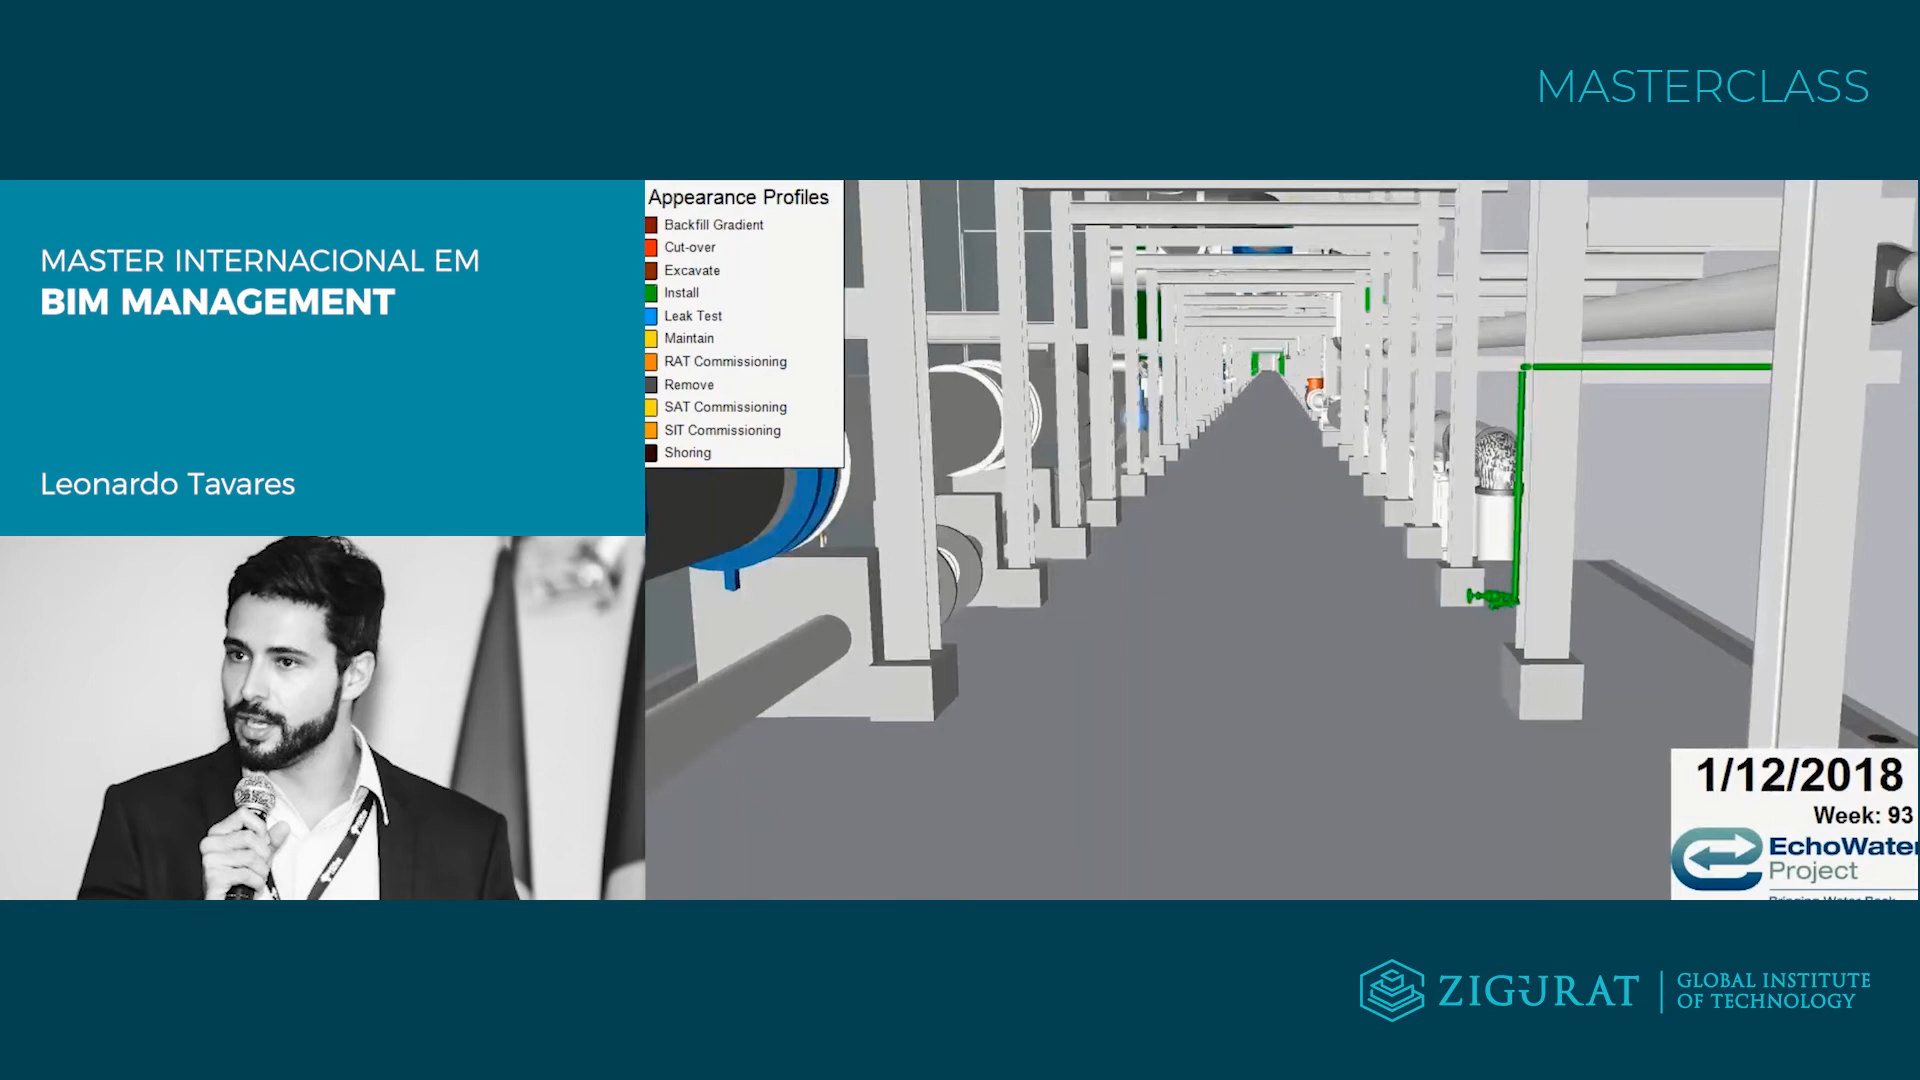 MASTERCLASS
MASTER INTERNACIONAL EM
BIM MANAGEMENT
Leonardo Tavares
Appearance Profiles
Backfill Gradient
Cut-over
Excavate
Install
Leak Test
Maintain
RAT Commissioning
Remove
SAT Commissioning
SIT Commissioning
Shoring
1/12/2018
Week: 93
EchoWater
Project
ZIGURAT
GLOBAL INSTITUTE
OF TECHNOLOGY